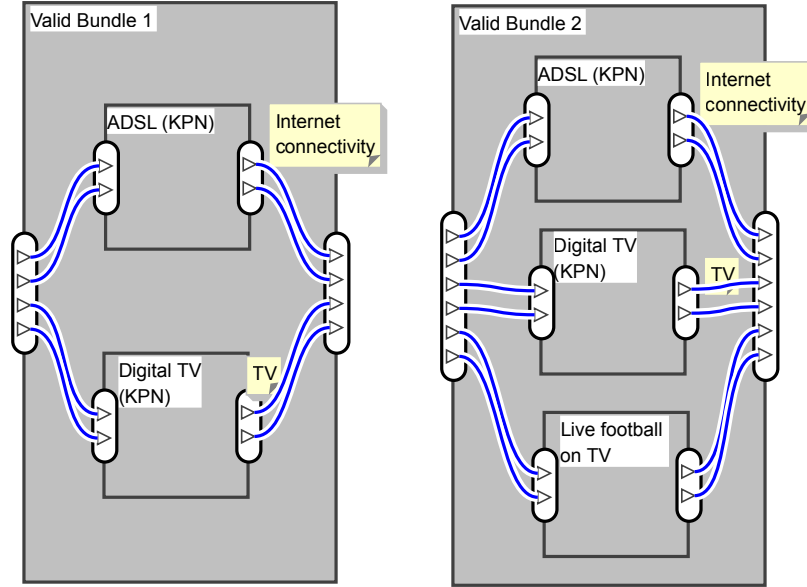 Valid Bundle 1
ADSL (KPN)
Internet
connectivity
Digital TV
(KPN)
TV
Valid Bundle 2
ADSL (KPN)
Internet
connectivity
Digital TV
(KPN)
TV
Live football
on TV